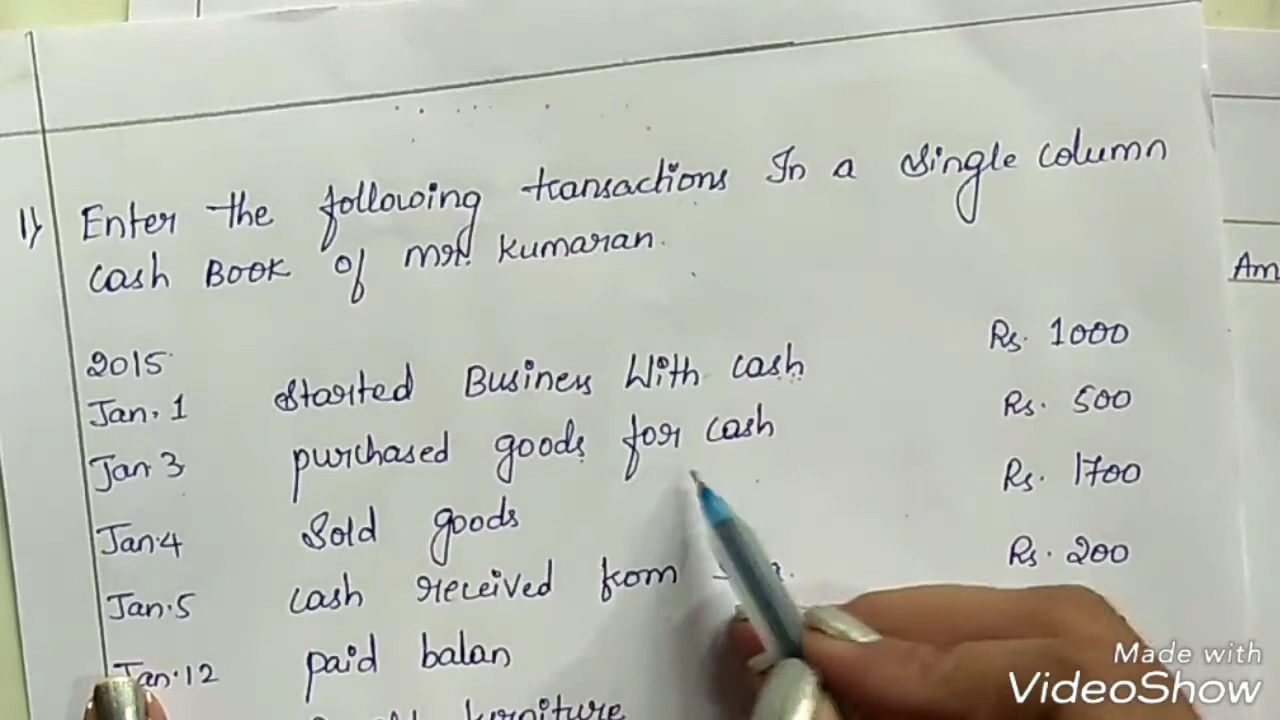 1) Enter the following transactions In a single column
cash BOOK of mr. kumaran.
2015
Jan. 1 started Business With cash Rs. 1000
Jan 3 purchased goods for cash Rs. 500
Jan.4 Sold goods Rs. 1700
Jan.5 cash received from Rs. 200
Jan.12 paid balan
furniture
Am
Made with
VideoShow